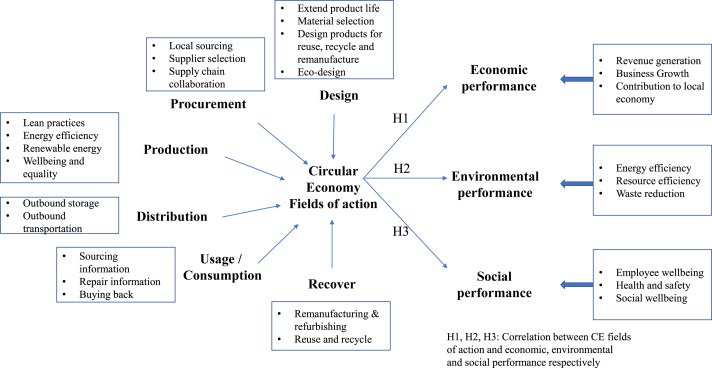 Extend product life
Material selection
Design products for
reuse, recycle and
remanufacture
Eco-design
Design
Local sourcing
Supplier selection
Supply chain
collaboration
Procurement
Lean practices
Energy efficiency
Renewable energy
Wellbeing and
equality
Production
Outbound storage
Outbound
transportation
Distribution
Sourcing
information
Repair information
Buying back
Usage /
Consumption
Recover
Remanufacturing &
refurbishing
Reuse and recycle
Circular
Economy
Fields of action
H1
H2
H3
Economic
performance
Revenue generation
Business Growth
Contribution to local
economy
Environmental
performance
Energy efficiency
Resource efficiency
Waste reduction
Social
performance
Employee wellbeing
Health and safety
Social wellbeing
H1, H2, H3: Correlation between CE fields
of action and economic, environmental
and social performance respectively